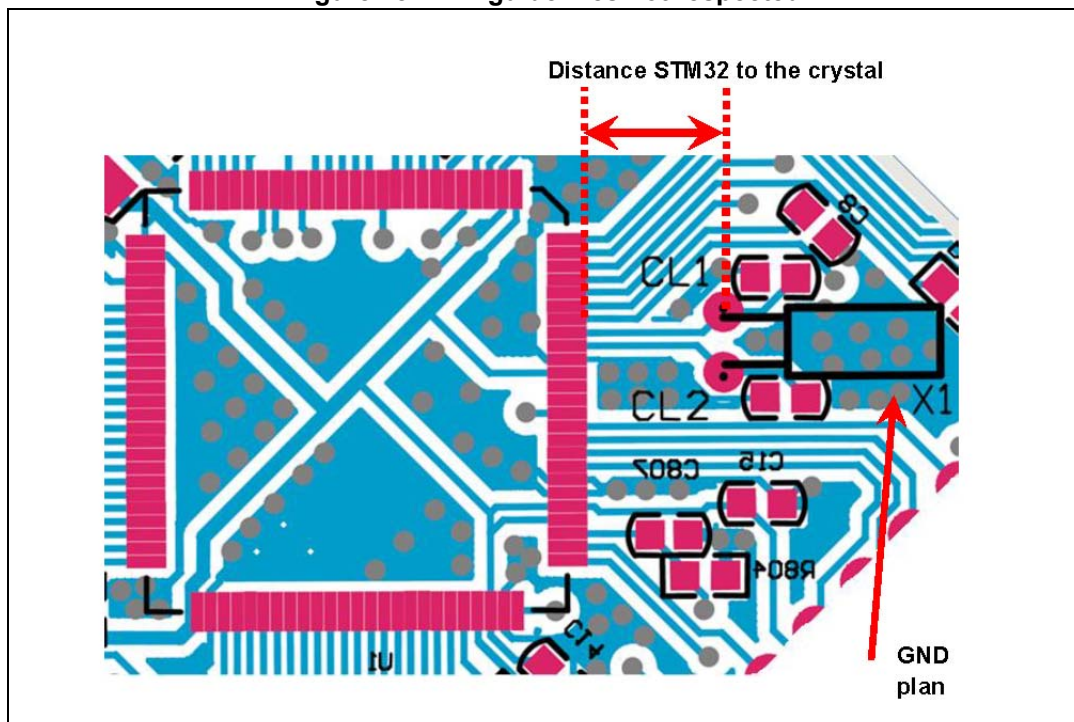 Distance STM32 to the crystal
C8
CL1
CL2
X1
C807
C15
R804
C14
U1
GND
plan